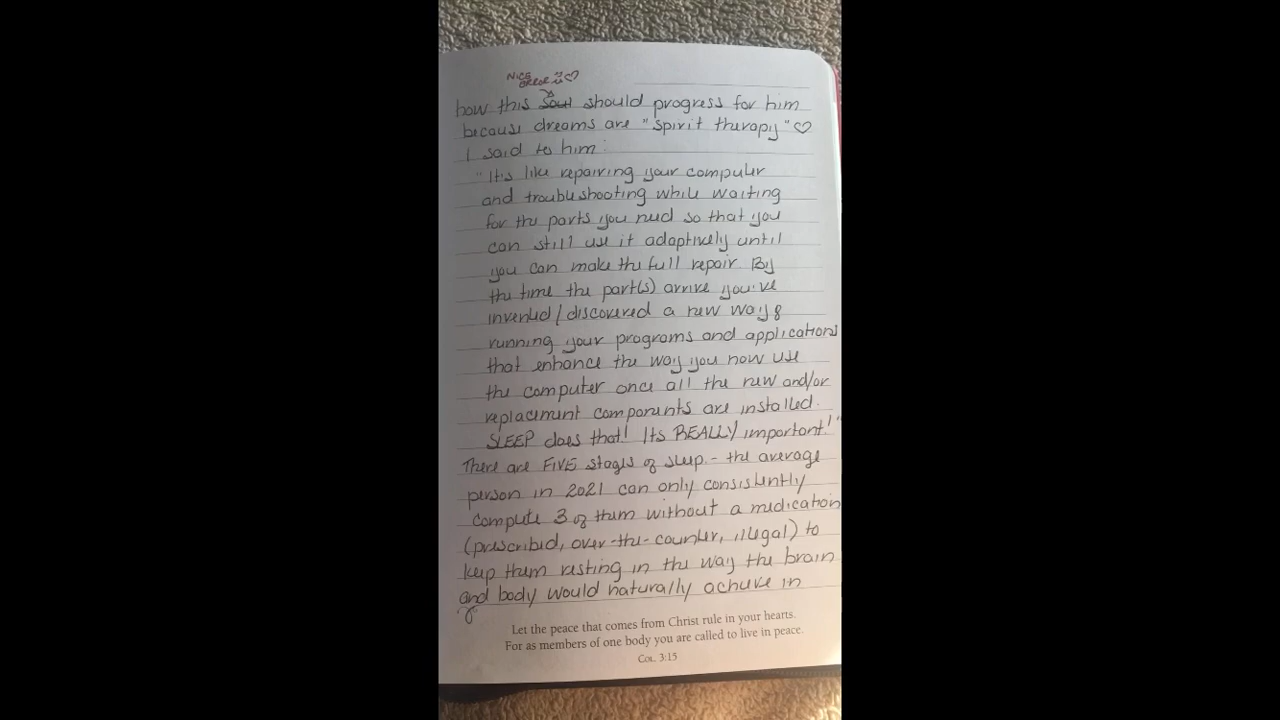 NICE
ERROR
how this soul should progress for him
because dreams are "spirit therapy" ♡
I said to him:
"It's like repairing your computer
and troubleshooting while waiting
for the parts you need so that you
can still use it adaptively until
you can make the full repair. By
the time the part(s) arrive you've
invented/discovered a new way of
running your programs and applications
that enhance the way you now use
the computer once all the new and/or
replacement components are installed.
SLEEP does that! Its REALLY important!"
There are FIVE stages of sleep - the average
person in 2021 can only consistently
compute 3 of them without a medication
(prescribed, over-the-counter, illegal) to
keep them resting in the way the brain
and body would naturally achieve in
Let the peace that comes from Christ rule in your hearts.
For as members of one body you are called to live in peace.
Col. 3:15